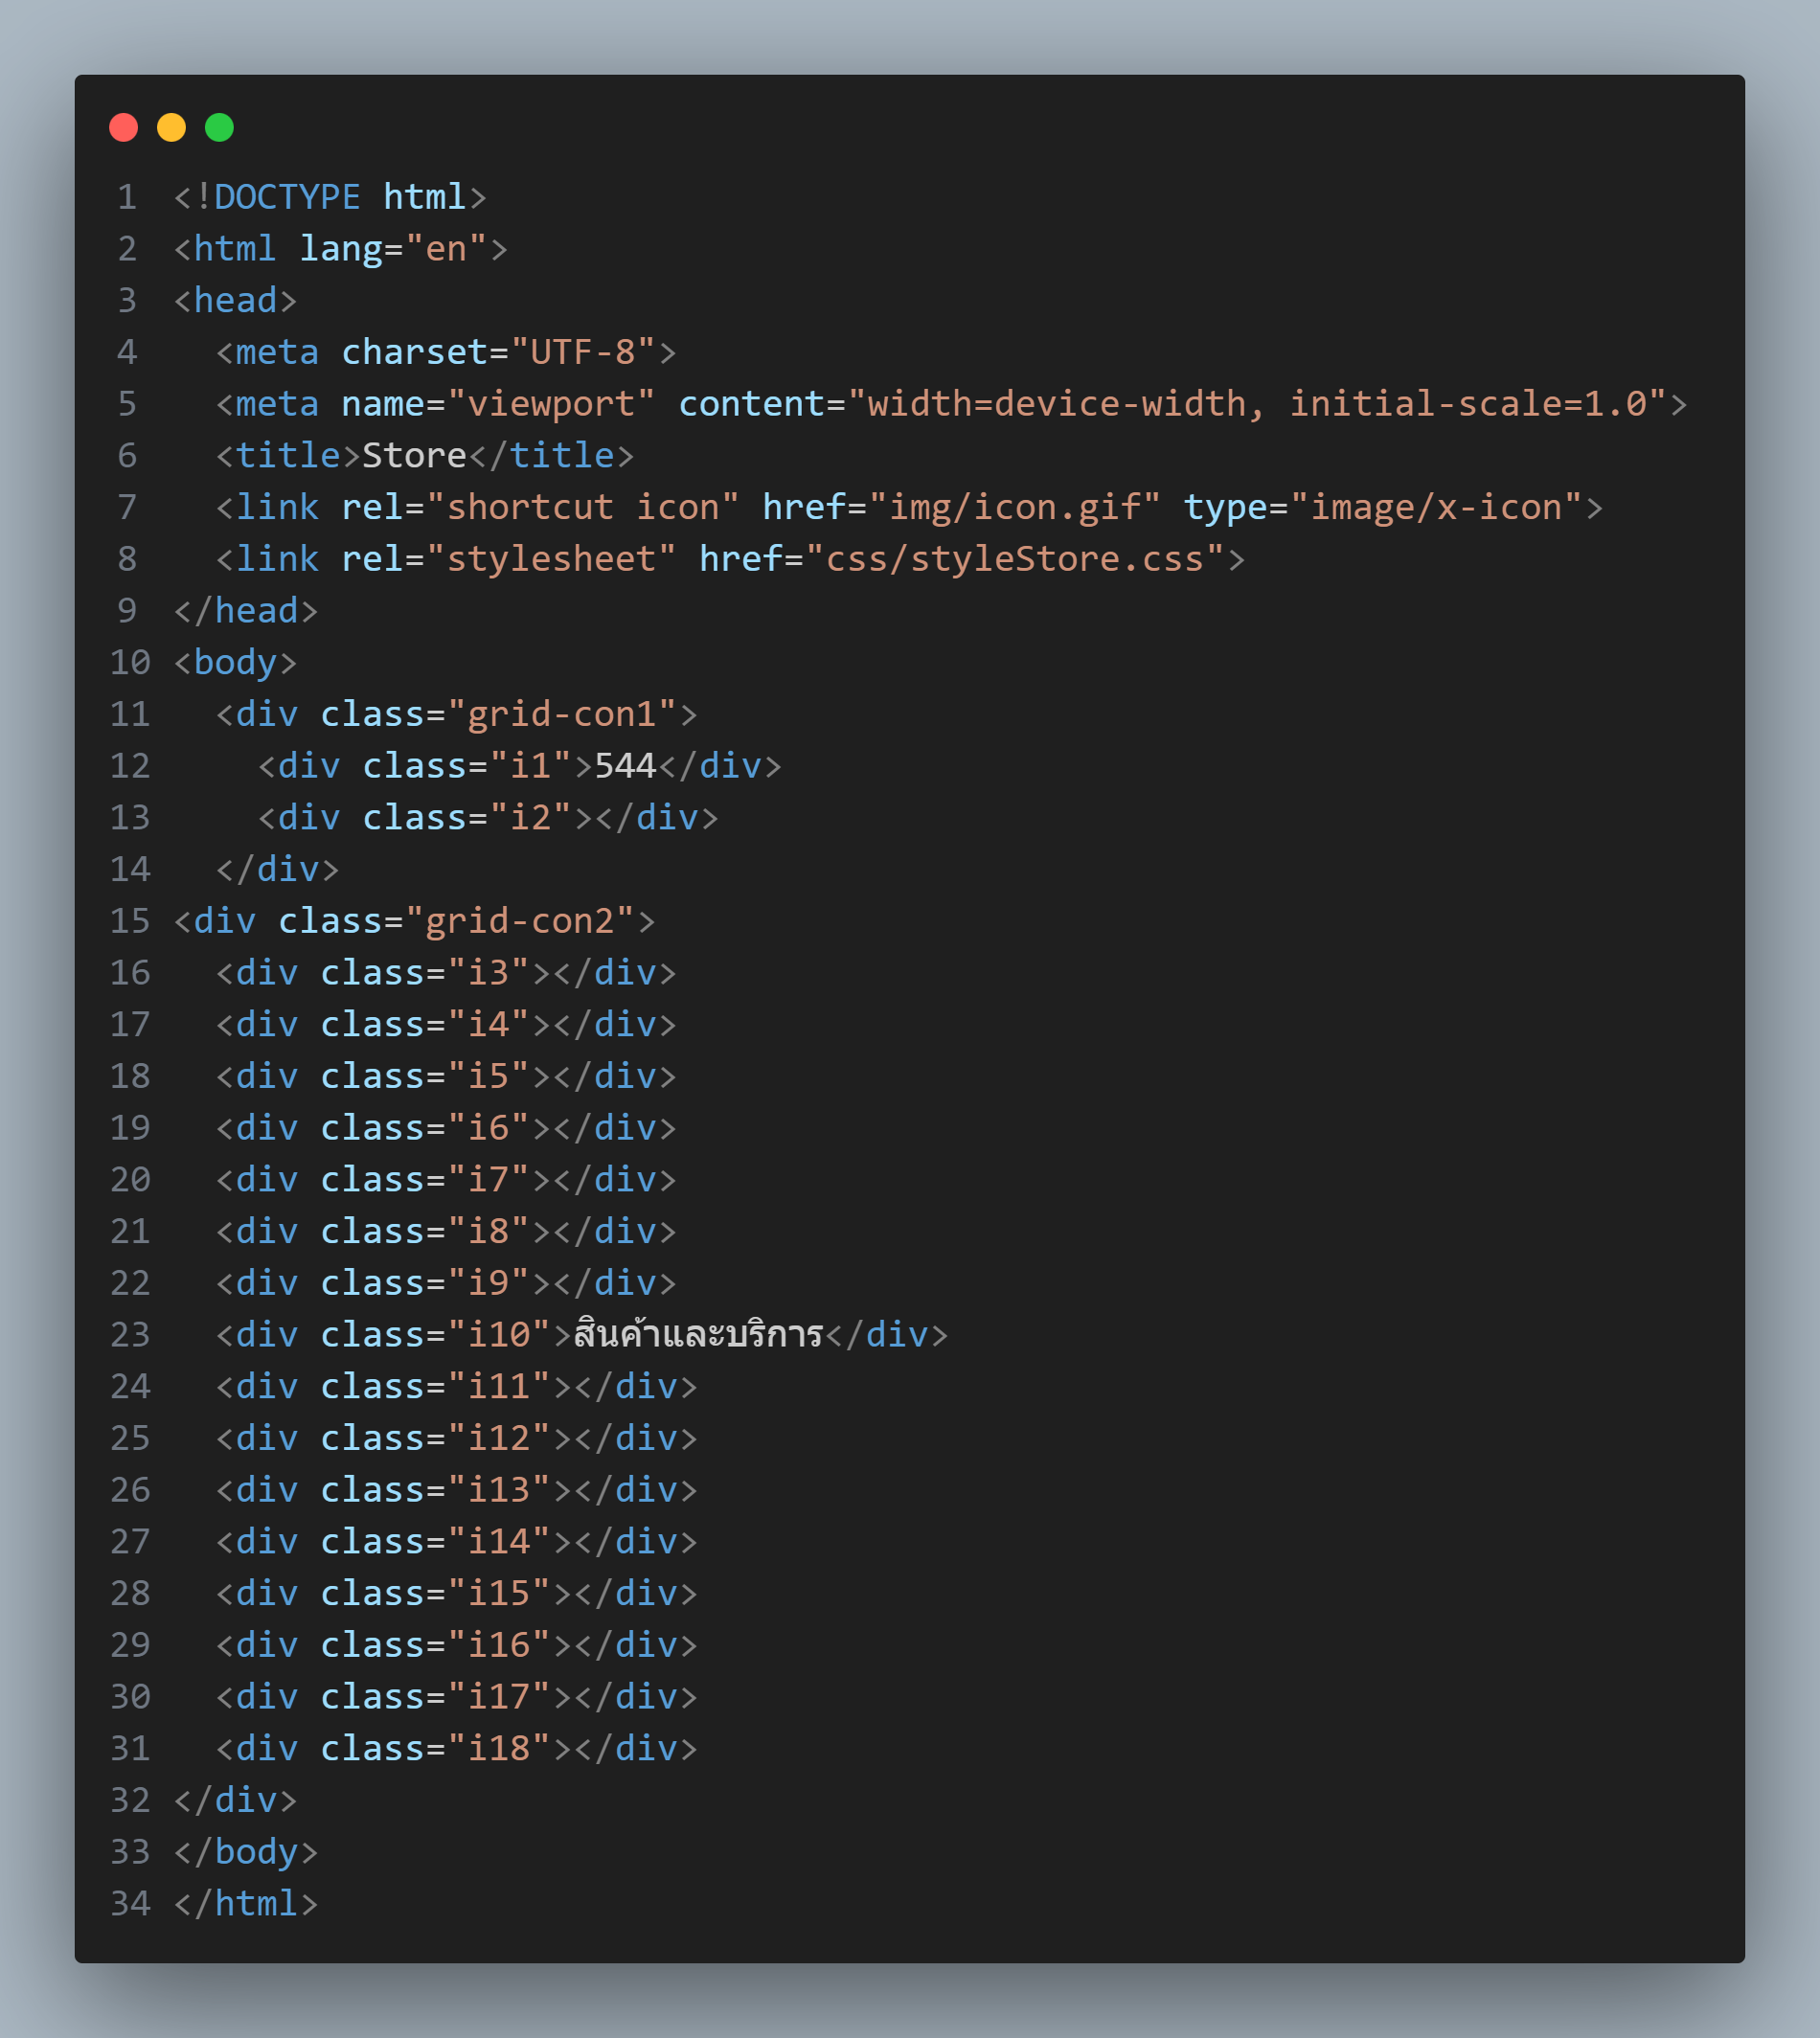 1 <!DOCTYPE html>
2 <html lang="en">
3 <head>
4   <meta charset="UTF-8">
5   <meta name="viewport" content="width=device-width, initial-scale=1.0">
6   <title>Store</title>
7   <link rel="shortcut icon" href="img/icon.gif" type="image/x-icon">
8   <link rel="stylesheet" href="css/styleStore.css">
9 </head>
10 <body>
11   <div class="grid-con1">
12     <div class="i1">544</div>
13     <div class="i2"></div>
14   </div>
15 <div class="grid-con2">
16   <div class="i3"></div>
17   <div class="i4"></div>
18   <div class="i5"></div>
19   <div class="i6"></div>
20   <div class="i7"></div>
21   <div class="i8"></div>
22   <div class="i9"></div>
23   <div class="i10">สินค้าและบริการ</div>
24   <div class="i11"></div>
25   <div class="i12"></div>
26   <div class="i13"></div>
27   <div class="i14"></div>
28   <div class="i15"></div>
29   <div class="i16"></div>
30   <div class="i17"></div>
31   <div class="i18"></div>
32 </div>
33 </body>
34 </html>